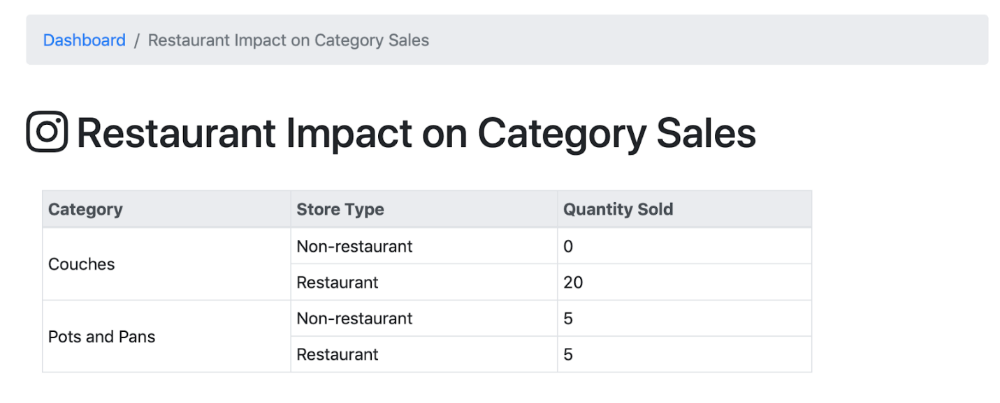 Dashboard / Restaurant Impact on Category Sales
Restaurant Impact on Category Sales
Category Store Type Quantity Sold
Couches
Non-restaurant 0
Restaurant 20
Pots and Pans
Non-restaurant 5
Restaurant 5